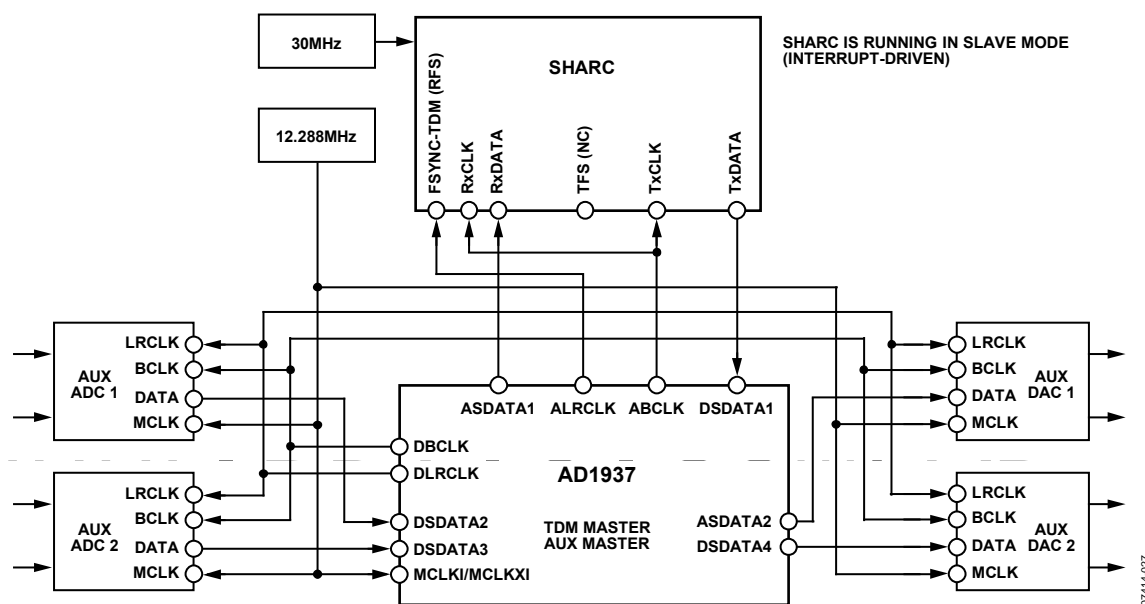 30MHz
SHARC
SHARC IS RUNNING IN SLAVE MODE
(INTERRUPT-DRIVEN)
12.288MHz
FSYNC-TDM (RFS)
RxCLK
RxDATA
TFS (NC)
TxCLK
TxDATA
AUX
ADC 1
LRCLK
BCLK
DATA
MCLK
AUX
ADC 2
LRCLK
BCLK
DATA
MCLK
ASDATA1
ALRCLK
ABCLK
DSDATA1
DBCLK
DLRCLK
DSDATA2
DSDATA3
MCLKI/MCLKXI
AD1937
TDM MASTER
AUX MASTER
ASDATA2
DSDATA4
LRCLK
BCLK
DATA
MCLK
AUX
DAC 1
LRCLK
BCLK
DATA
MCLK
AUX
DAC 2
07414-027